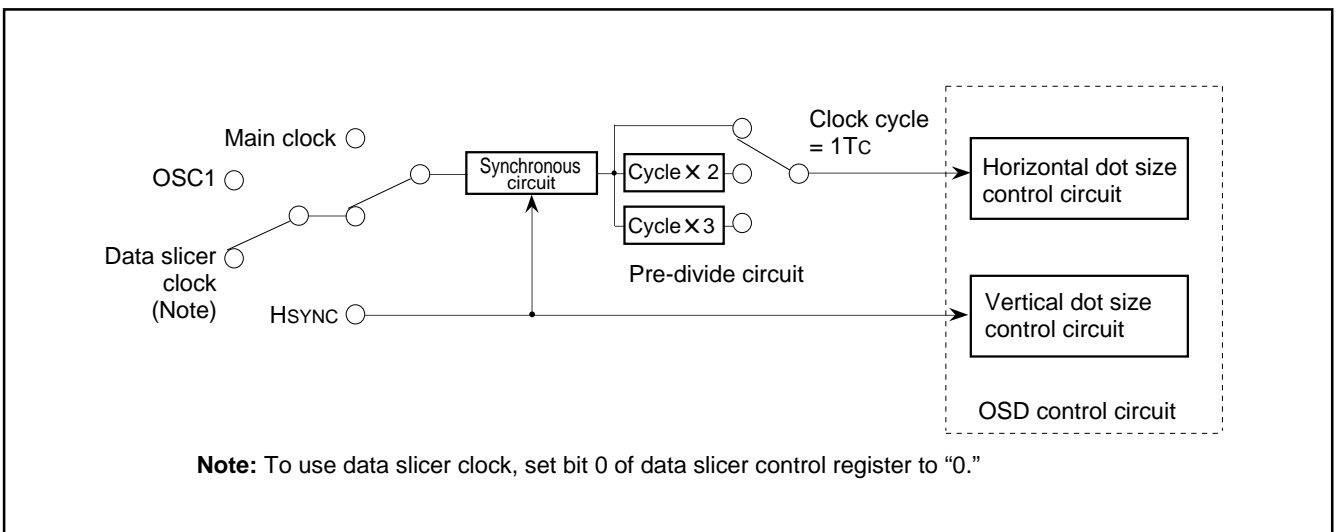 Main clock
OSC1
Data slicer
clock
(Note)
HSYNC
Synchronous
circuit
Cycle × 2
Cycle × 3
Pre-divide circuit
Clock cycle
= 1TC
Horizontal dot size
control circuit
Vertical dot size
control circuit
OSD control circuit
Note: To use data slicer clock, set bit 0 of data slicer control register to “0.”